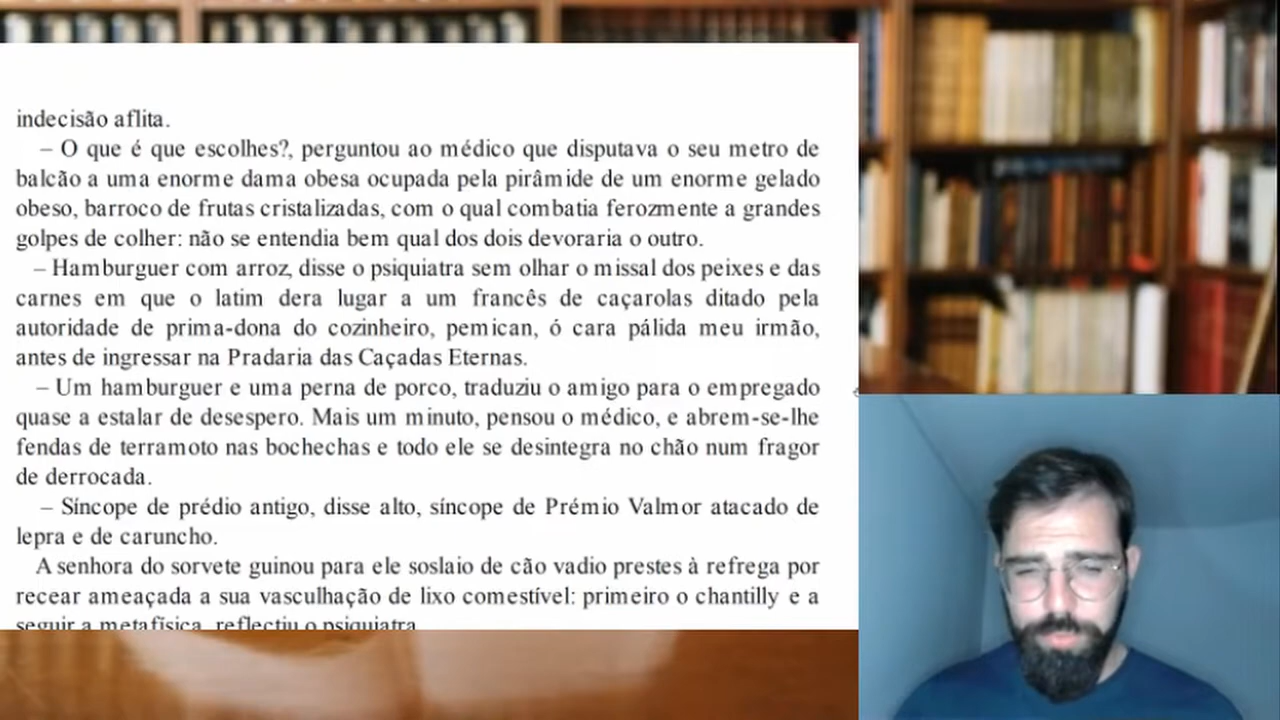 indecisão aflita.
– O que é que escolhes?, perguntou ao médico que disputava o seu metro de
balcão a uma enorme dama obesa ocupada pela pirâmide de um enorme gelado
obeso, barroco de frutas cristalizadas, com o qual combatia ferozmente a grandes
golpes de colher: não se entendia bem qual dos dois devoraria o outro.
– Hamburguer com arroz, disse o psiquiatra sem olhar o missal dos peixes e das
carnes em que o latim dera lugar a um francês de caçarolas ditado pela
autoridade de prima-dona do cozinheiro, pemican, ó cara pálida meu irmão,
antes de ingressar na Pradaria das Caçadas Eternas.
– Um hamburguer e uma perna de porco, traduziu o amigo para o empregado
quase a estalar de desespero. Mais um minuto, pensou o médico, e abrem-se-lhe
fendas de terramoto nas bochechas e todo ele se desintegra no chão num fragor
de derrocada.
– Síncope de prédio antigo, disse alto, síncope de Prémio Valmor atacado de
lepra e de caruncho.
A senhora do sorvete guinou para ele soslaio de cão vadio prestes à refrega por
recear ameaçada a sua vasculhação de lixo comestível: primeiro o chantilly e a
seguir a metafísica, reflectiu o psiquiatra.